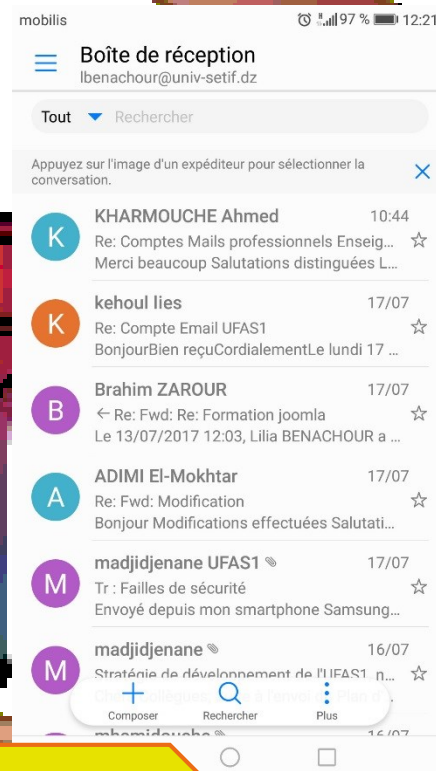 mobilis 97 % 12:21
Boîte de réception
lbenachour@univ-setif.dz
Tout Rechercher
Appuyez sur l'image d'un expéditeur pour sélectionner la
conversation.
K KHARMOUCHE Ahmed 10:44
Re: Comptes Mails professionnels Enseig...
Merci beaucoup Salutations distinguées L...
K kehoul lies 17/07
Re: Compte Email UFAS1
BonjourBien reçuCordialementLe lundi 17 ...
B Brahim ZAROUR 17/07
Re: Fwd: Re: Formation joomla
Le 13/07/2017 12:03, Lilia BENACHOUR a ...
A ADIMI El-Mokhtar 17/07
Re: Fwd: Modification
Bonjour Modifications effectuées Salutati...
M madjidjenane UFAS1 17/07
Tr : Failles de sécurité
Envoyé depuis mon smartphone Samsung...
M madjidjenane 16/07
Stratégie de développement de l'UFAS1 n...
Composer Rechercher Plus
mhamidouche 16/07